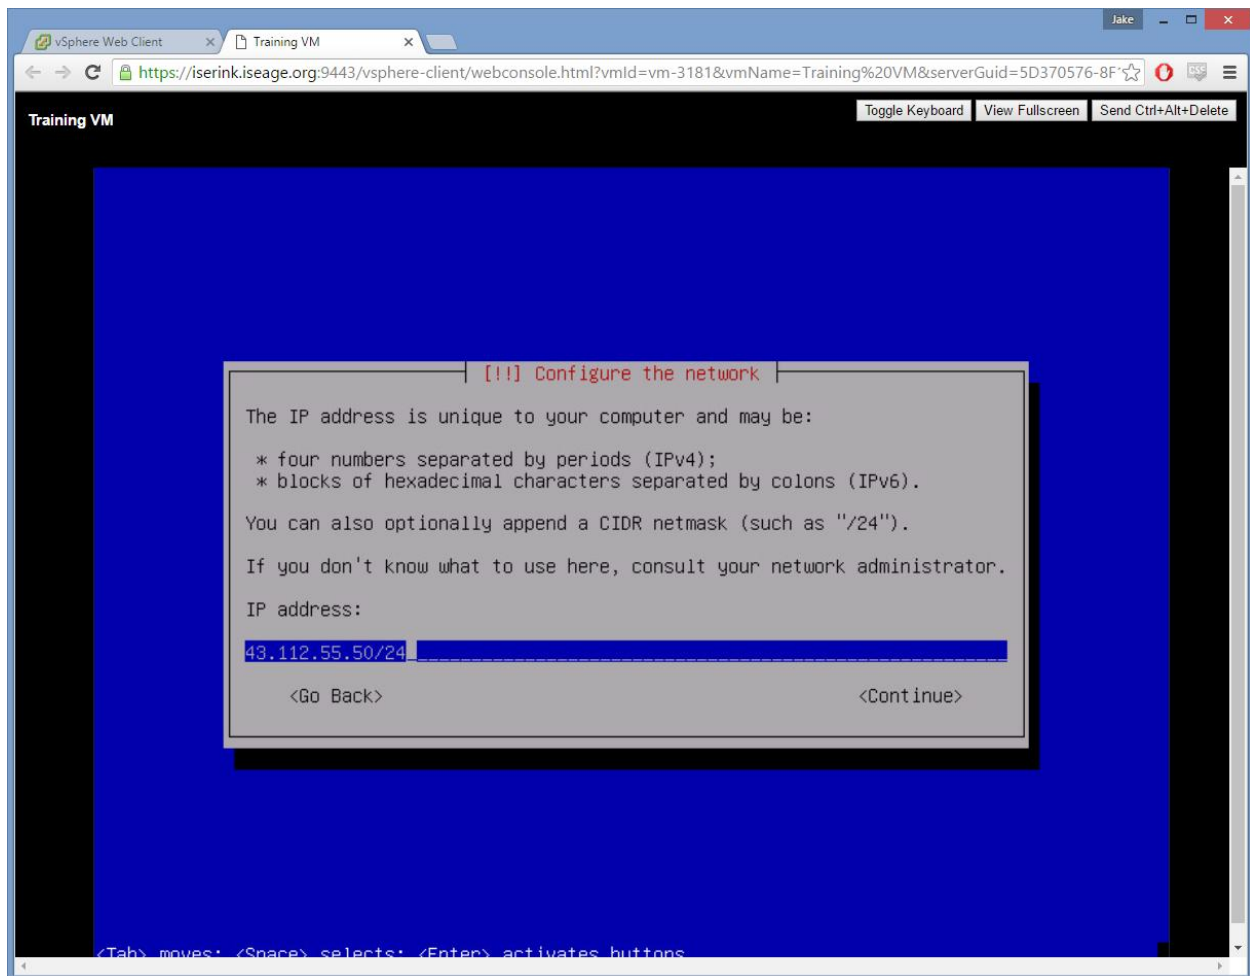 Jake
vSphere Web Client
Training VM
https://iserink.iseage.org:9443/vsphere-client/webconsole.html?vmId=vm-3181&vmName=Training%20VM&serverGuid=5D370576-8F
Training VM
Toggle Keyboard
View Fullscreen
Send Ctrl+Alt+Delete
[!!] Configure the network
The IP address is unique to your computer and may be:
* four numbers separated by periods (IPv4);
* blocks of hexadecimal characters separated by colons (IPv6).
You can also optionally append a CIDR netmask (such as "/24").
If you don't know what to use here, consult your network administrator.
IP address:
43.112.55.50/24
<Go Back> <Continue>
<Tab> moves; <Space> selects; <Enter> activates buttons